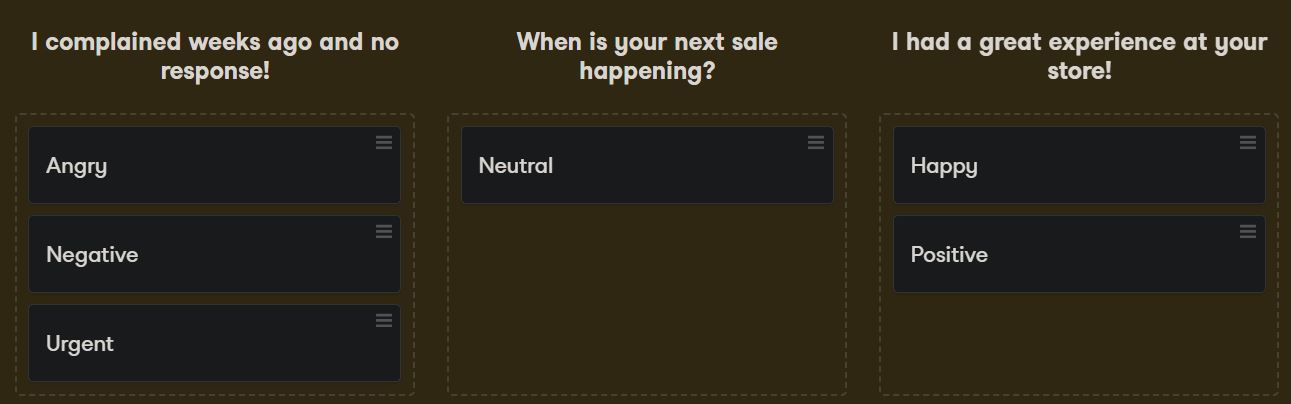 I complained weeks ago and no
response!
When is your next sale
happening?
I had a great experience at your
store!
Angry
Negative
Urgent
Neutral
Happy
Positive